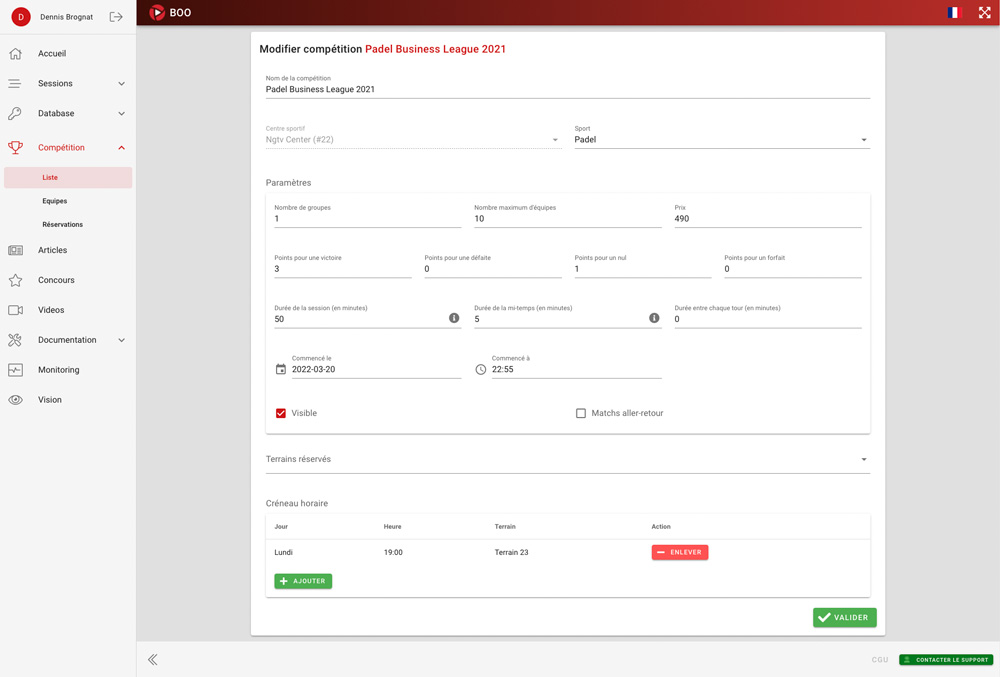 D
Dennis Brognat
BOO
Accueil
Sessions
Database
Compétition
Liste
Equipes
Réservations
Articles
Concours
Videos
Documentation
Monitoring
Vision
Modifier compétition Padel Business League 2021
Nom de la compétition
Padel Business League 2021
Centre sportif
Ngtv Center (#22)
Sport
Padel
Paramètres
Nombre de groupes
1
Nombre maximum d'équipes
10
Prix
490
Points pour une victoire
3
Points pour une défaite
0
Points pour un nul
1
Points pour un forfait
0
Durée de la session (en minutes)
50
Durée de la mi-temps (en minutes)
5
Durée entre chaque tour (en minutes)
0
Commencé le
2022-03-20
Commencé à
22:55
Visible
Matchs aller-retour
Terrains réservés
Créneau horaire
Jour Heure Terrain Action
Lundi 19:00 Terrain 23 ENLEVER
AJOUTER
VALIDER
CGU
CONTACTER LE SUPPORT